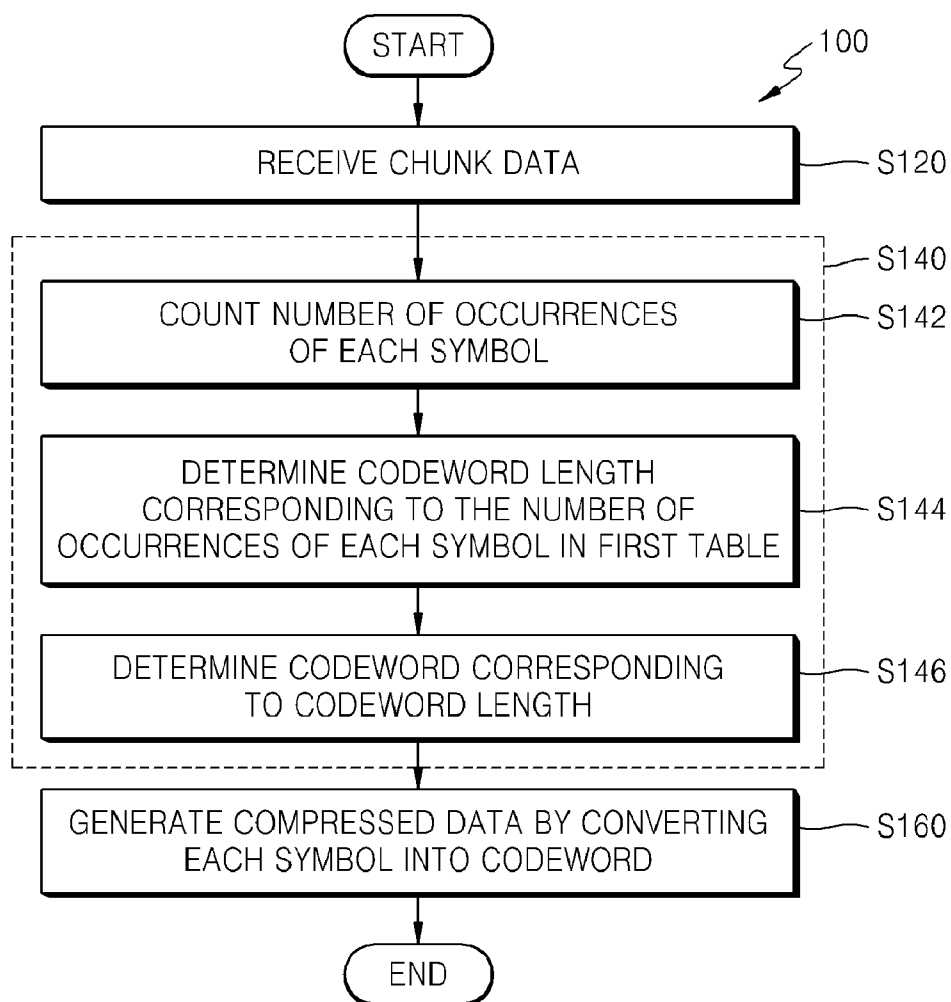 START
100
RECEIVE CHUNK DATA
S120
S140
COUNT NUMBER OF OCCURRENCES
OF EACH SYMBOL
S142
DETERMINE CODEWORD LENGTH
CORRESPONDING TO THE NUMBER OF
OCCURRENCES OF EACH SYMBOL IN FIRST TABLE
S144
DETERMINE CODEWORD CORRESPONDING
TO CODEWORD LENGTH
S146
GENERATE COMPRESSED DATA BY CONVERTING
EACH SYMBOL INTO CODEWORD
S160
END